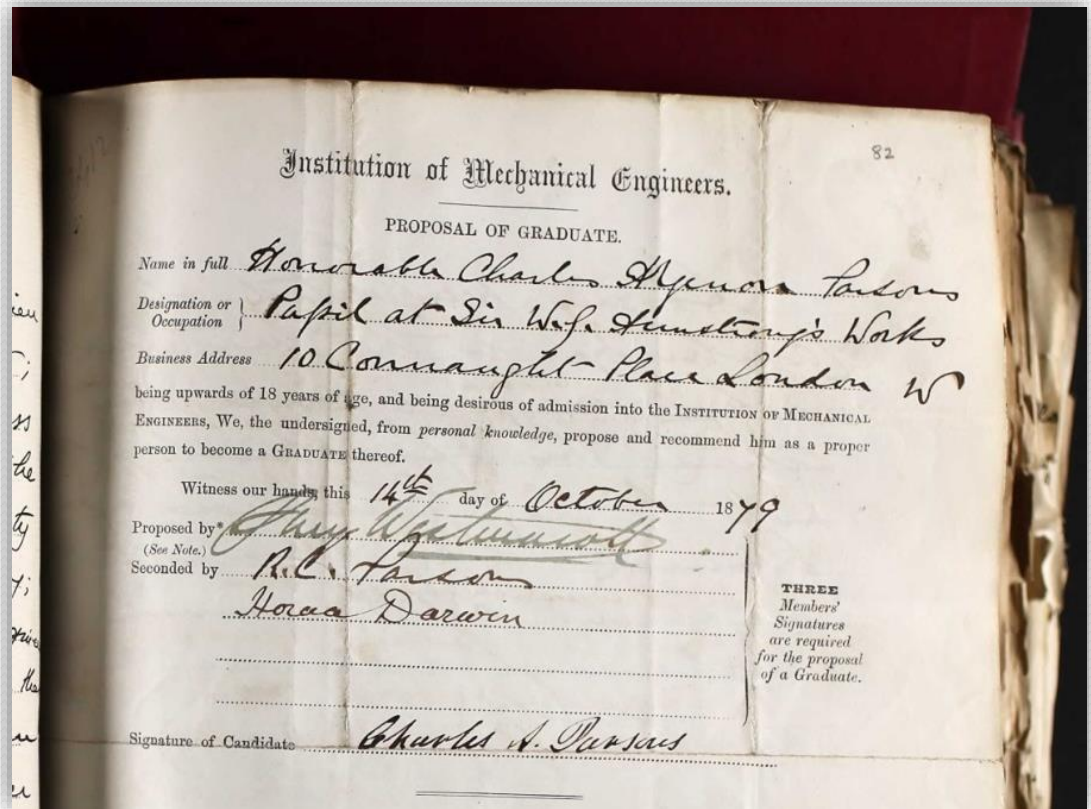 82
Institution of Mechanical Engineers.
PROPOSAL OF GRADUATE.
Name in full Honorable Charles Algernon Parsons
Designation or Occupation } Pupil at Sir W.G. Armstrong's Works
Business Address 10 Connaught Place London W
being upwards of 18 years of age, and being desirous of admission into the INSTITUTION OF MECHANICAL
ENGINEERS, We, the undersigned, from personal knowledge, propose and recommend him as a proper
person to become a GRADUATE thereof.
Witness our hands, this 14th day of October 1879
Proposed by* Percy Westmacott
(See Note.)
Seconded by R.C. Parsons
Horace Darwin
THREE
Members'
Signatures
are required
for the proposal
of a Graduate.
Signature of Candidate Charles A. Parsons